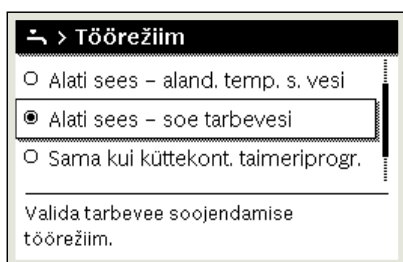 > Töörežiim
Alati sees – aland. temp. s. vesi
Alati sees – soe tarbevesi
Sama kui küttekont. taimeriprogr.
Valida tarbevee soojendamise
töörežiim.